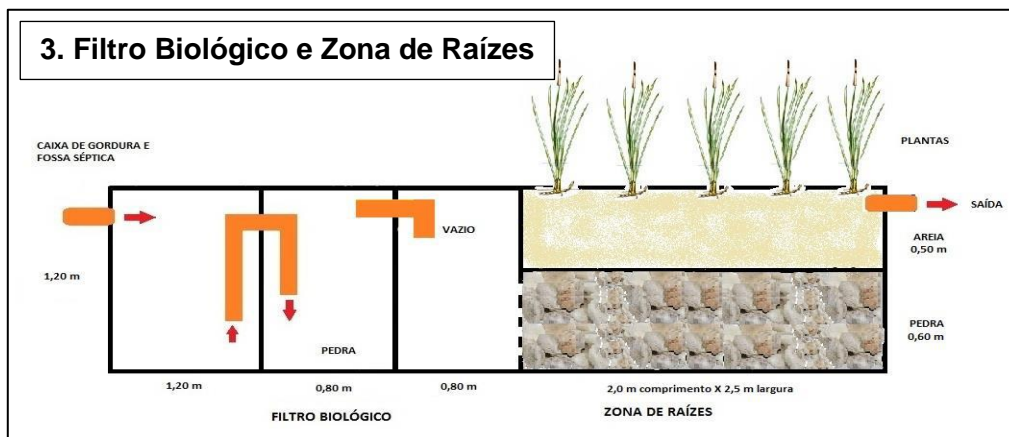 3. Filtro Biológico e Zona de Raízes
CAIXA DE GORDURA E
FOSSA SÉPTICA
PLANTAS
SAÍDA
VAZIO
AREIA
0,50 m
1,20 m
PEDRA
0,60 m
PEDRA
1,20 m
0,80 m
0,80 m
2,0 m comprimento X 2,5 m largura
FILTRO BIOLÓGICO
ZONA DE RAÍZES